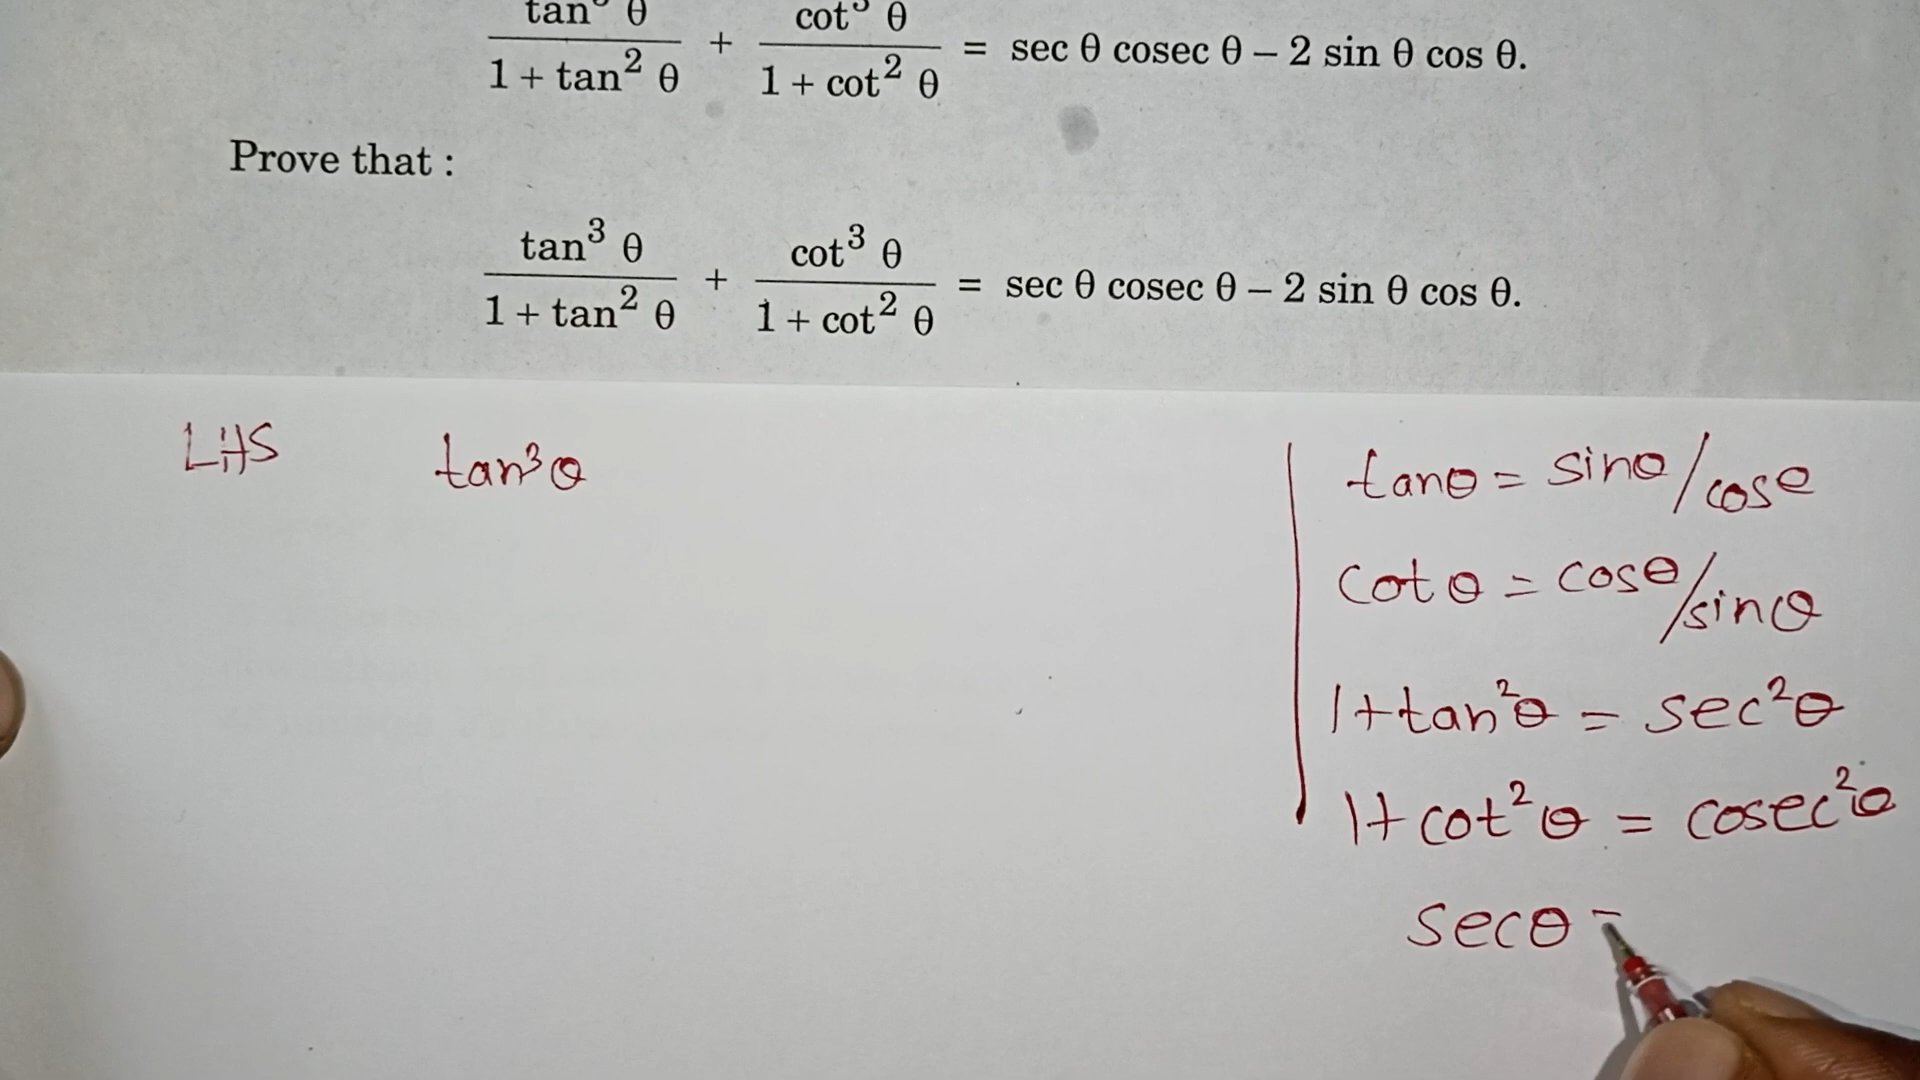 tan³ θ / 1 + tan² θ + cot³ θ / 1 + cot² θ = sec θ cosec θ – 2 sin θ cos θ.
Prove that :
tan³ θ / 1 + tan² θ + cot³ θ / 1 + cot² θ = sec θ cosec θ – 2 sin θ cos θ.
LHS tan³θ
tanθ = sinθ/cosθ
cotθ = cosθ/sinθ
1+tan²θ = sec²θ
1+cot²θ = cosec²θ
secθ =